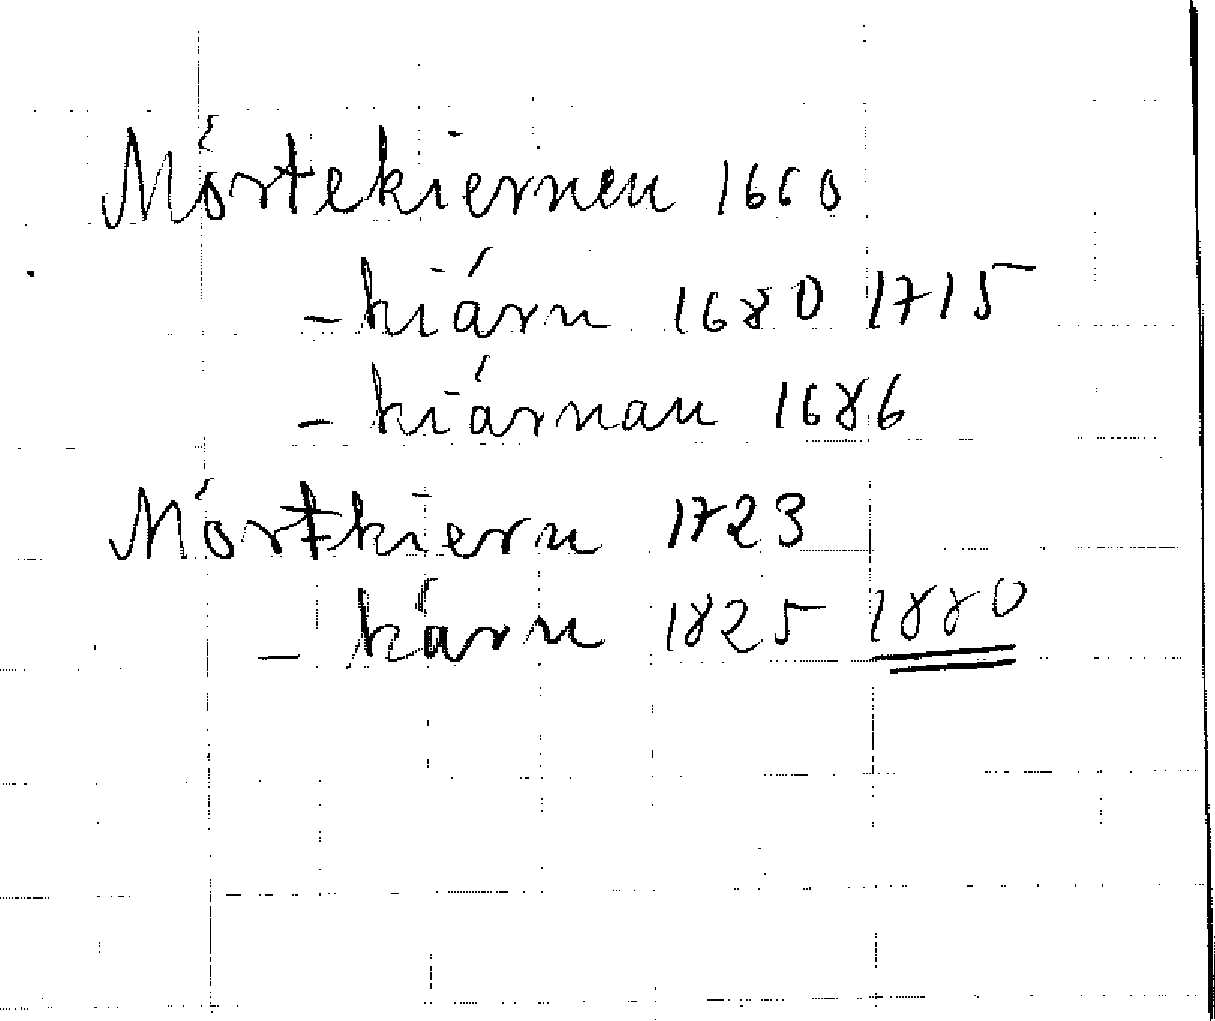 Mörtekiernen 1660
- kiärn 1680 1715
- kiärnan 1686
Mörtkiern 1723
- kärn 1825 1880